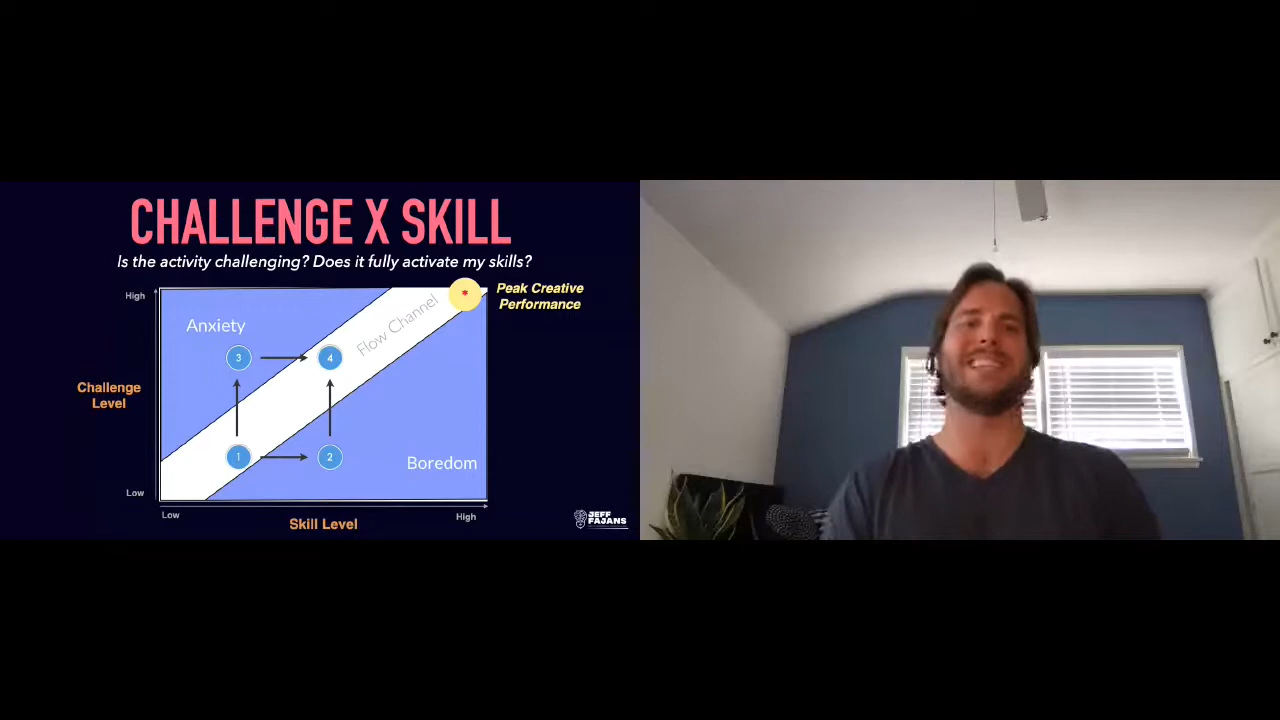 CHALLENGE X SKILL
Is the activity challenging? Does it fully activate my skills?
High
Peak Creative
Performance
Anxiety
Flow Channel
3
4
Challenge
Level
1
2
Boredom
Low
Low
Skill Level
High
JEFF
FAJANS